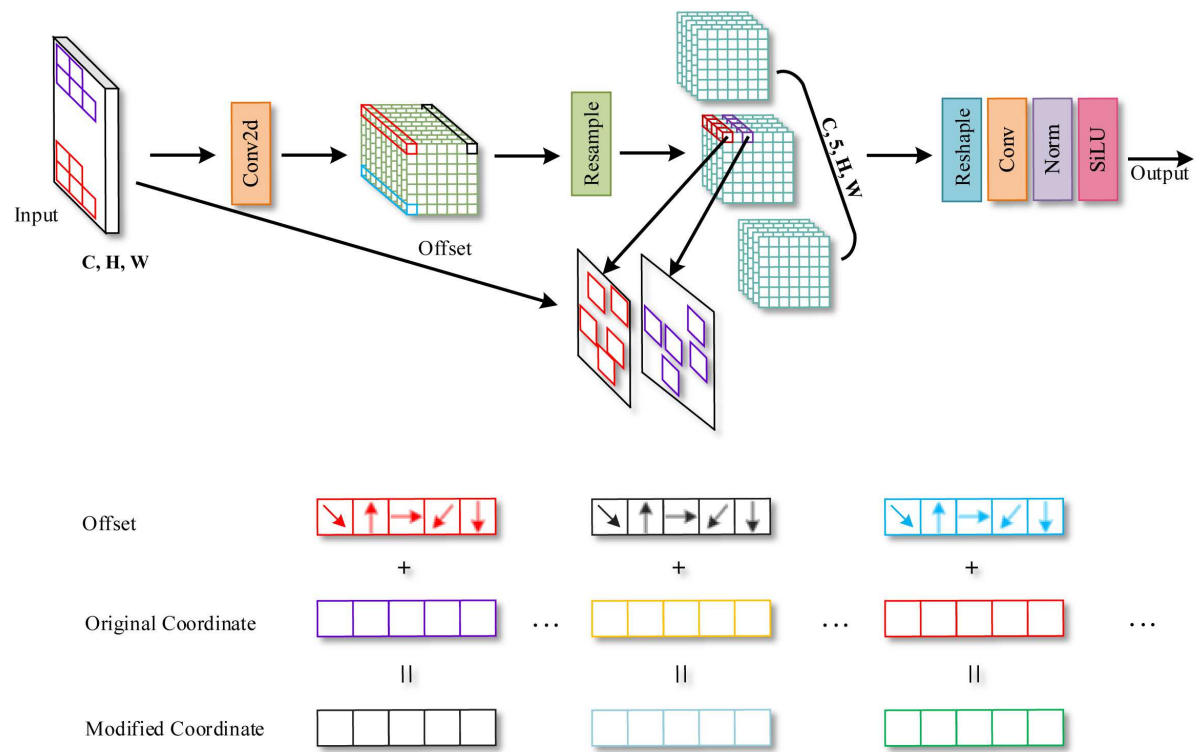 Input
C, H, W
Conv2d
Offset
Resample
C, 5, H, W
Reshaple
Conv
Norm
SiLU
Output
Offset
+
+
+
Original Coordinate
...
...
...
=
=
=
Modified Coordinate